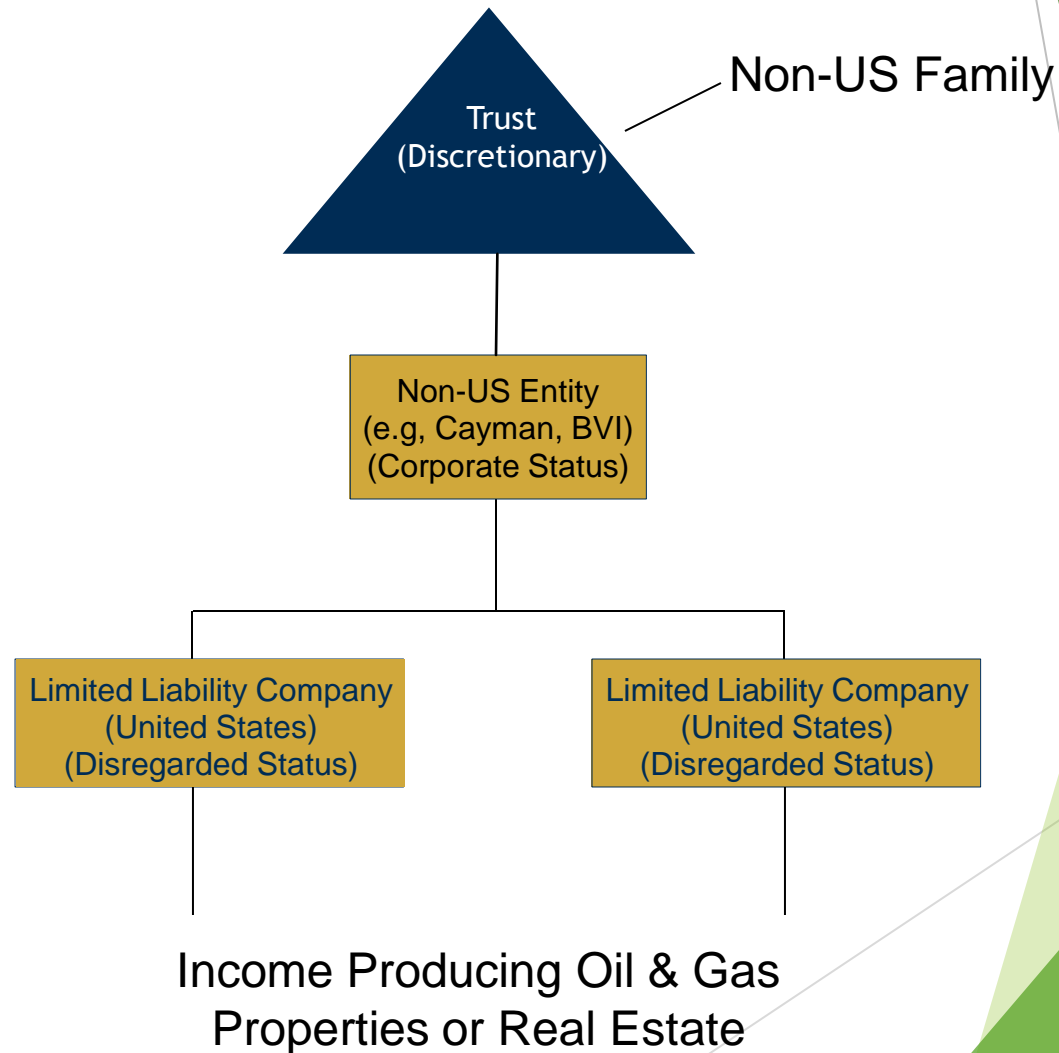 Non-US Family
Trust
(Discretionary)
Non-US Entity
(e.g, Cayman, BVI)
(Corporate Status)
Limited Liability Company
(United States)
(Disregarded Status)
Limited Liability Company
(United States)
(Disregarded Status)
Income Producing Oil & Gas
Properties or Real Estate